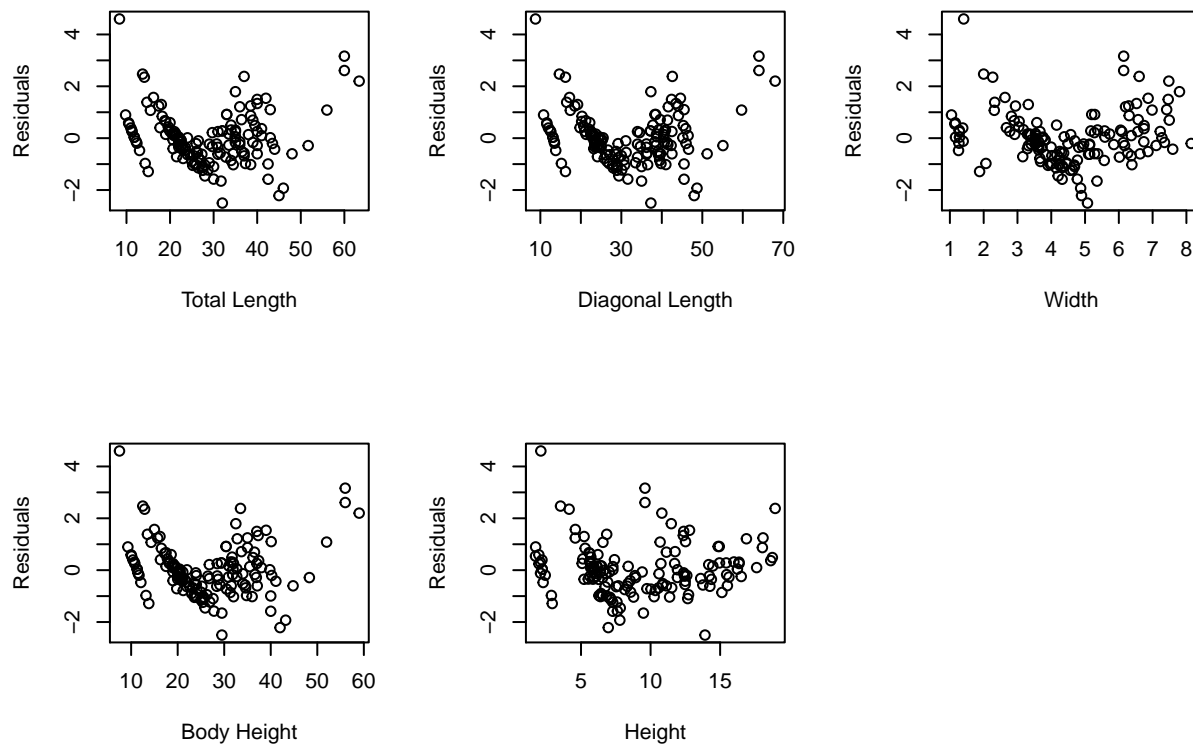 Residuals
−2 0 2 4
10 20 30 40 50 60
Total Length
Residuals
−2 0 2 4
10 30 50 70
Diagonal Length
Residuals
−2 0 2 4
1 2 3 4 5 6 7 8
Width
Residuals
−2 0 2 4
10 20 30 40 50 60
Body Height
Residuals
−2 0 2 4
5 10 15
Height